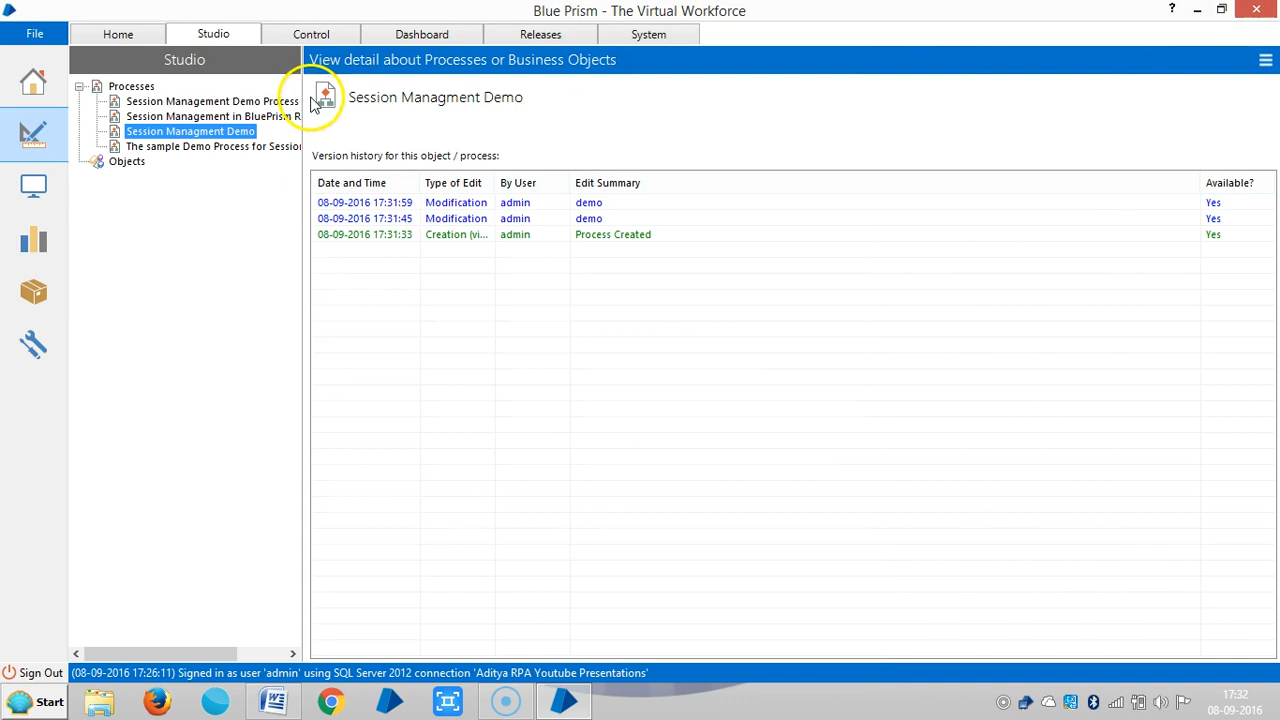 Blue Prism - The Virtual Workforce
?
File
Home
Studio
Control
Dashboard
Releases
System
Studio
View detail about Processes or Business Objects
Processes
Session Management Demo Process
Session Management in BluePrism R
Session Managment Demo
The sample Demo Process for Session
Objects
Session Managment Demo
Version history for this object / process:
Date and Time Type of Edit By User Edit Summary Available?
08-09-2016 17:31:59 Modification admin demo Yes
08-09-2016 17:31:45 Modification admin demo Yes
08-09-2016 17:31:33 Creation (vi... admin Process Created Yes
Sign Out
(08-09-2016 17:26:11) Signed in as user 'admin' using SQL Server 2012 connection 'Aditya RPA Youtube Presentations'
Start
17:32
08-09-2016